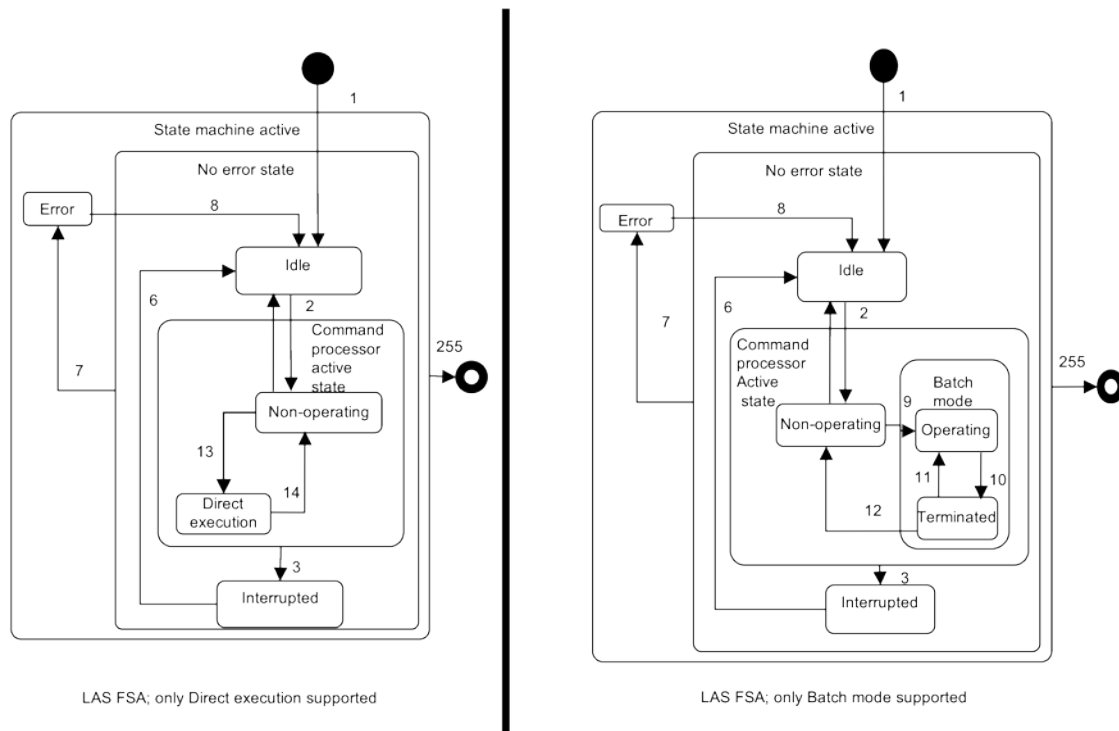 1
State machine active
No error state
Error
8
Idle
6
2
Command
processor
active
state
255
7
Non-operating
13
14
Direct
execution
3
Interrupted
LAS FSA; only Direct execution supported
1
State machine active
No error state
8
Error
Idle
6
2
7
Command
processor
Active
state
255
Batch
mode
9
Non-operating
Operating
11
10
12
Terminated
3
Interrupted
LAS FSA; only Batch mode supported